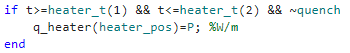 if t>=heater_t(1) && t<=heater_t(2) && ~quench
q_heater(heater_pos)=P; %W/m
end